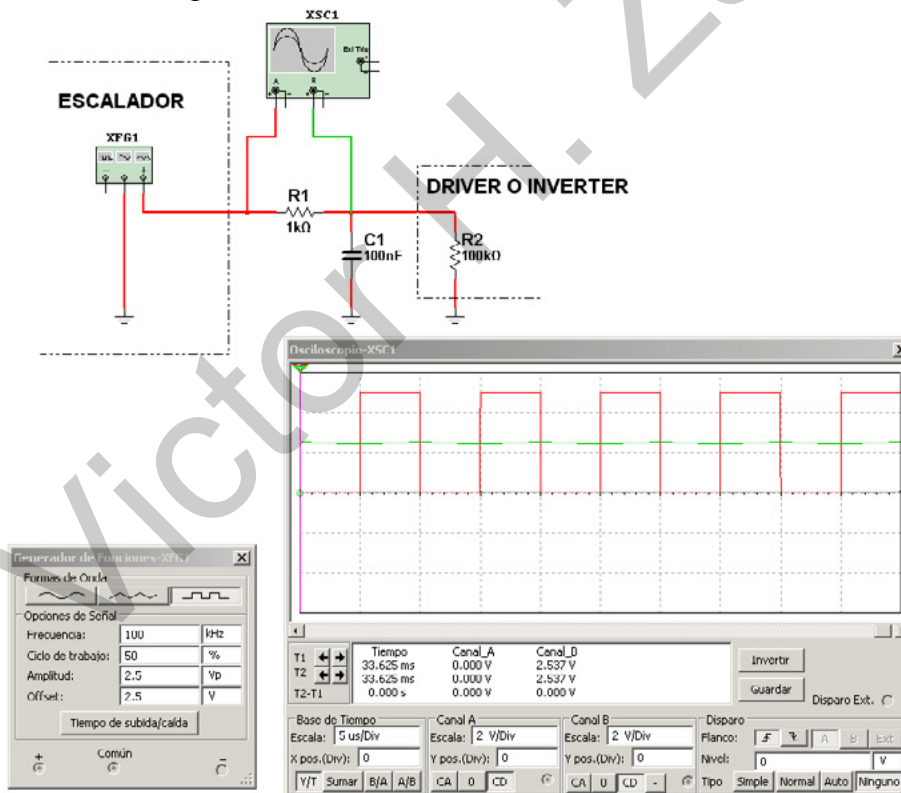 XSC1
Ext Trig
A B
ESCALADOR
XFG1
DRIVER O INVERTER
R1
1kΩ
C1
100nF
R2
100kΩ
Victor H. Z
Osciloscopio-XSC1
X
Generador de Funciones-XFG1
X
Formas de Onda
Opciones de Señal
Frecuencia: 100 kHz
Ciclo de trabajo: 50 %
Amplitud: 2.5 Vp
Offset: 2.5 V
Tiempo de subida/caída
+ Común -
Tiempo Canal_A Canal_B
T1 33.625 ms 0.000 V 2.537 V
T2 33.625 ms 0.000 V 2.537 V
T2-T1 0.000 s 0.000 V 0.000 V
Invertir
Guardar
Disparo Ext.
Base de Tiempo
Escala: 5 us/Div
X pos.(Div): 0
Y/T Sumar B/A A/B
Canal A
Escala: 2 V/Div
Y pos.(Div): 0
CA 0 CD
Canal B
Escala: 2 V/Div
Y pos.(Div): 0
CA 0 CD -
Disparo
Flanco: A B Ext
Nivel: 0 V
Tipo Simple Normal Auto Ninguno